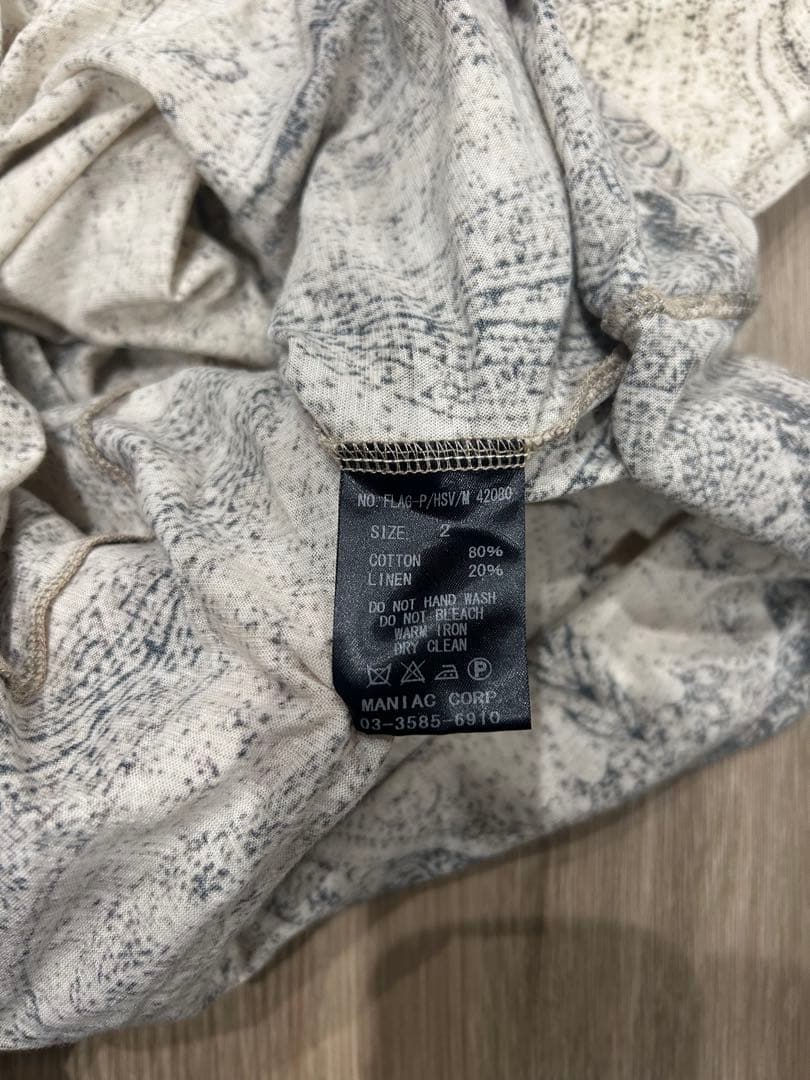 NO. FLAG-P/HSV/M 42080
SIZE. 2
COTTON 80%
LINEN 20%
DO NOT HAND WASH
DO NOT BLEACH
WARM IRON
DRY CLEAN
P
MANIAC CORP
03-3585-6910